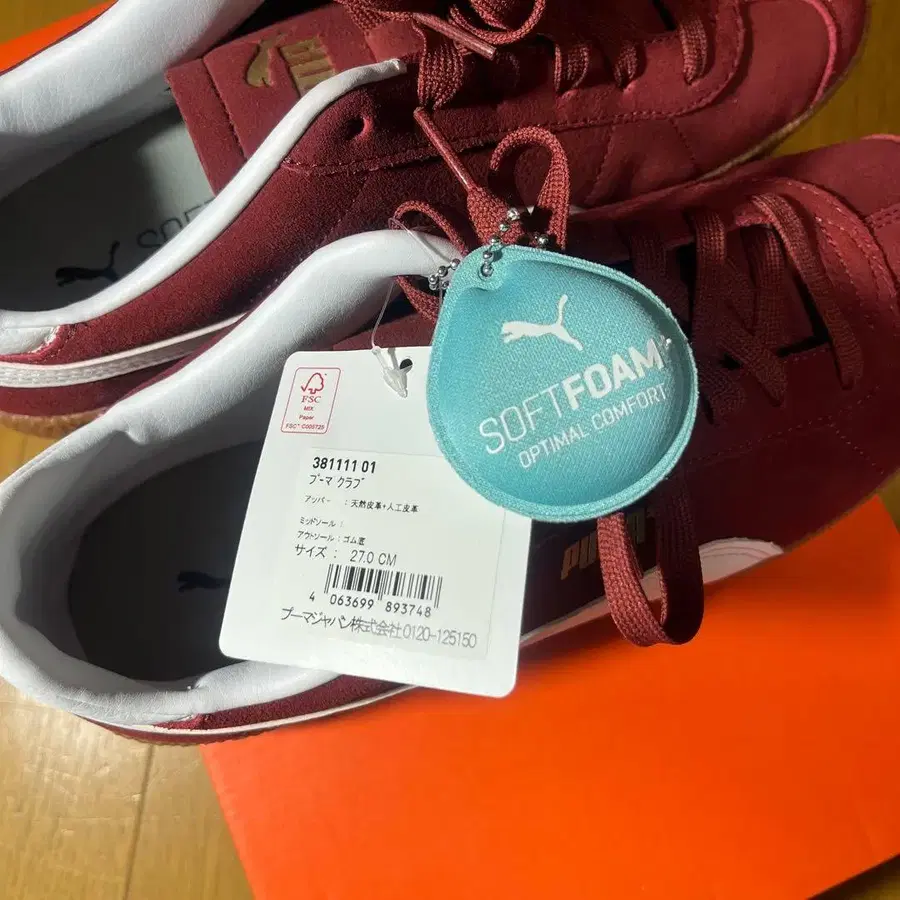 SOFT
FSC
MIX
Paper
FSC® C005725
381111 01
プーマ クラブ
アッパー :天然皮革+人工皮革
ミッドソール :
アウトソール :ゴム底
サイズ : 27.0 CM
4 063699 893748
プーマジャパン株式会社 0120-125150
SOFTFOAM
OPTIMAL COMFORT
PUMA